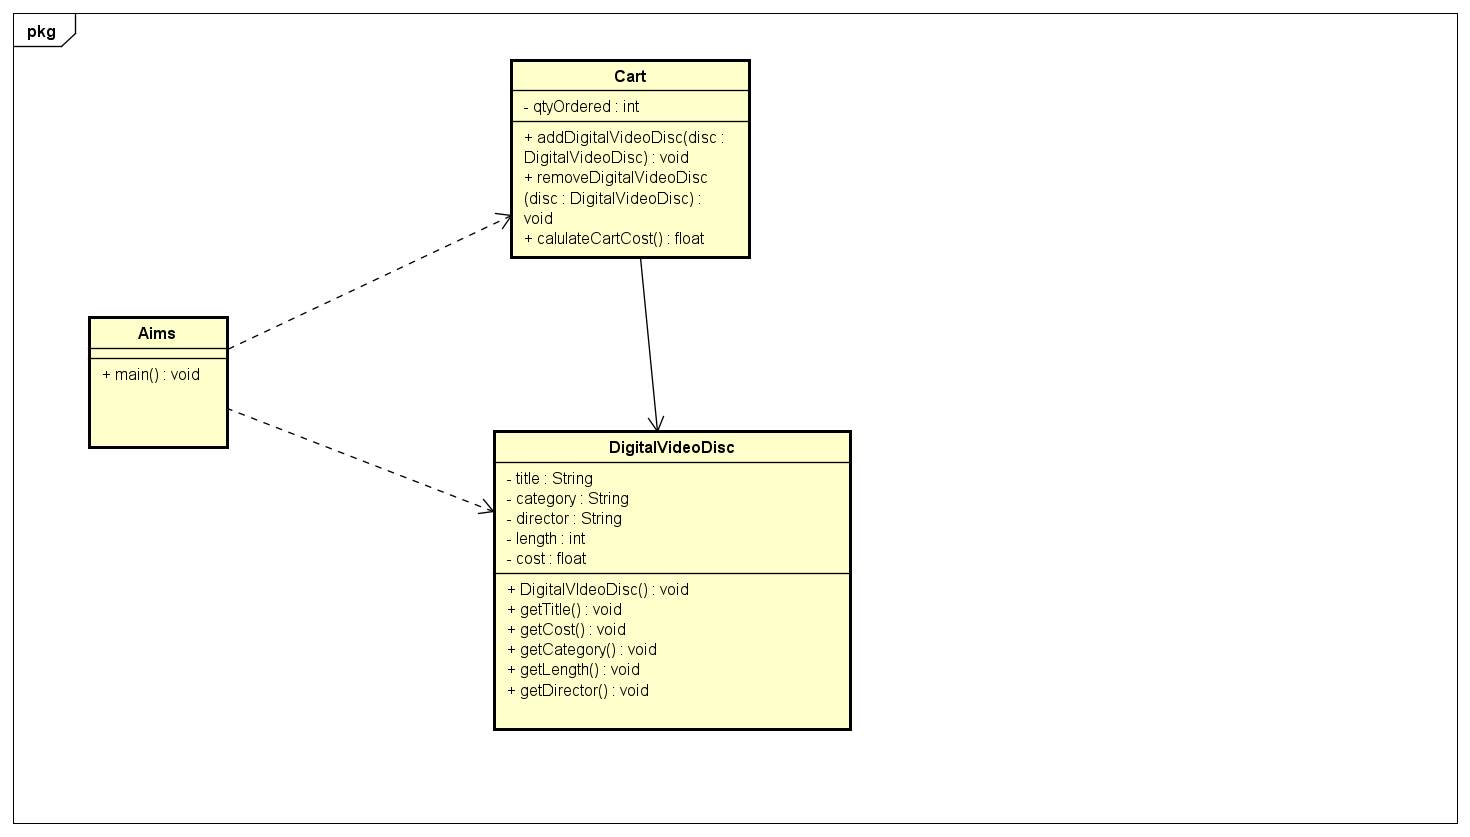 pkg
Cart
- qtyOrdered : int
+ addDigitalVideoDisc(disc :
DigitalVideoDisc) : void
+ removeDigitalVideoDisc
(disc : DigitalVideoDisc) :
void
+ calulateCartCost() : float
Aims
+ main() : void
DigitalVideoDisc
- title : String
- category : String
- director : String
- length : int
- cost : float
+ DigitalVIdeoDisc() : void
+ getTitle() : void
+ getCost() : void
+ getCategory() : void
+ getLength() : void
+ getDirector() : void